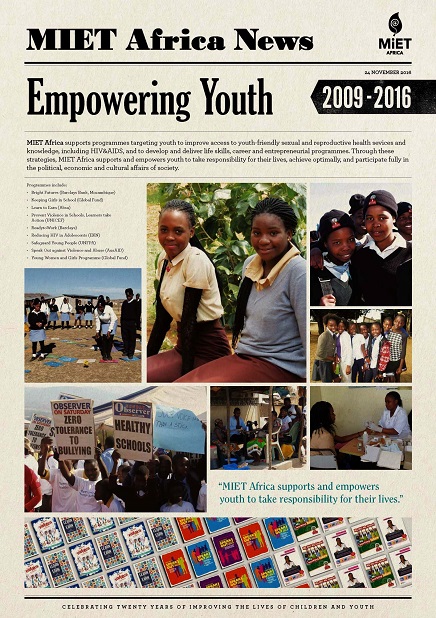 MIET Africa News
MIET
AFRICA
24 NOVEMBER 2016
Empowering Youth
2009 - 2016
MIET Africa supports programmes targeting youth to improve access to youth-friendly sexual and reproductive health sevices and
knowledge, including HIV&AIDS, and to develop and deliver life skills, career and entrepreneurial programmes. Through these
strategies, MIET Africa supports and empowers youth to take responsibility for their lives, achieve optimally, and participate fully in
the political, economic and cultural affairs of society.
Programmes include:
· Bright Futures (Barclays Bank, Mozambique)
· Keeping Girls in School (Global Fund)
· Learn to Earn (Absa)
· Prevent Violence in Schools, Learners take
Action (UNICEF)
· ReadytoWork (Barclays)
· Reducing HIV in Adolescents (EKN)
· Safeguard Young People (UNFPA)
· Speak Out against Violence and Abuse (AusAID)
· Young Women and Girls Programme (Global Fund)
OBSERVER
ON SATURDAY
ZERO
TOLERANCE
TO
BULLYING
Observer
HEALTHY
SCHOOLS
“MIET Africa supports and empowers
youth to take responsibility for their lives.”
CELEBRATING TWENTY YEARS OF IMPROVING THE LIVES OF CHILDREN AND YOUTH